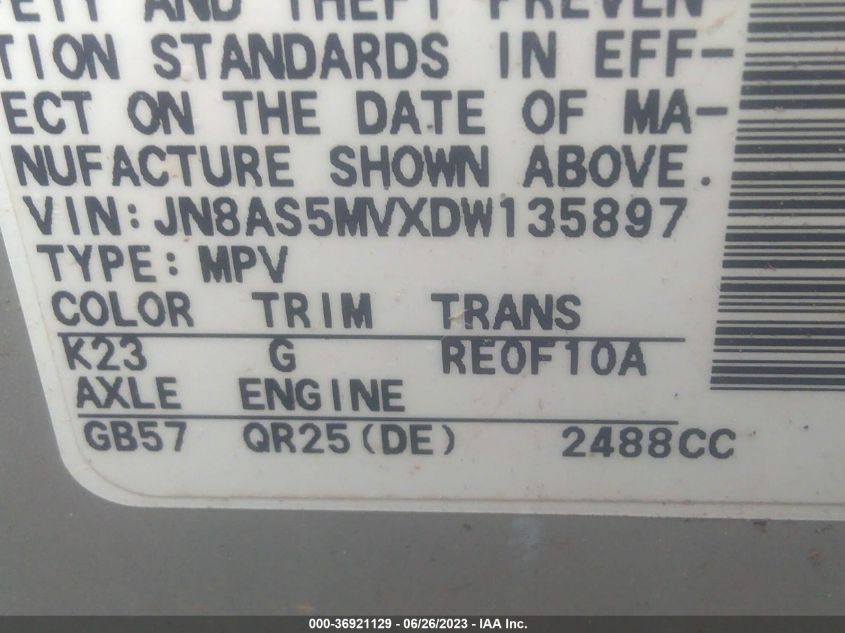 ETY AND THEFT PREVEN
TION STANDARDS IN EFF-
ECT ON THE DATE OF MA-
NUFACTURE SHOWN ABOVE.
VIN: JN8AS5MVXDW135897
TYPE: MPV
COLOR TRIM TRANS
K23 G RE0F10A
AXLE ENGINE
GB57 QR25(DE) 2488CC
000-36921129 - 06/26/2023 - IAA Inc.